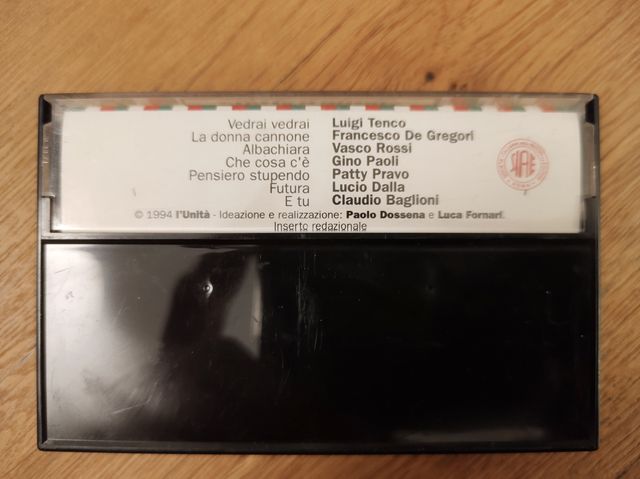 Vedrai vedrai Luigi Tenco
La donna cannone Francesco De Gregori
Albachiara Vasco Rossi
Che cosa c'è Gino Paoli
Pensiero stupendo Patty Pravo
Futura Lucio Dalla
E tu Claudio Baglioni
© 1994 l'Unità - Ideazione e realizzazione: Paolo Dossena e Luca Fornari.
Inserto redazionale
SIAE